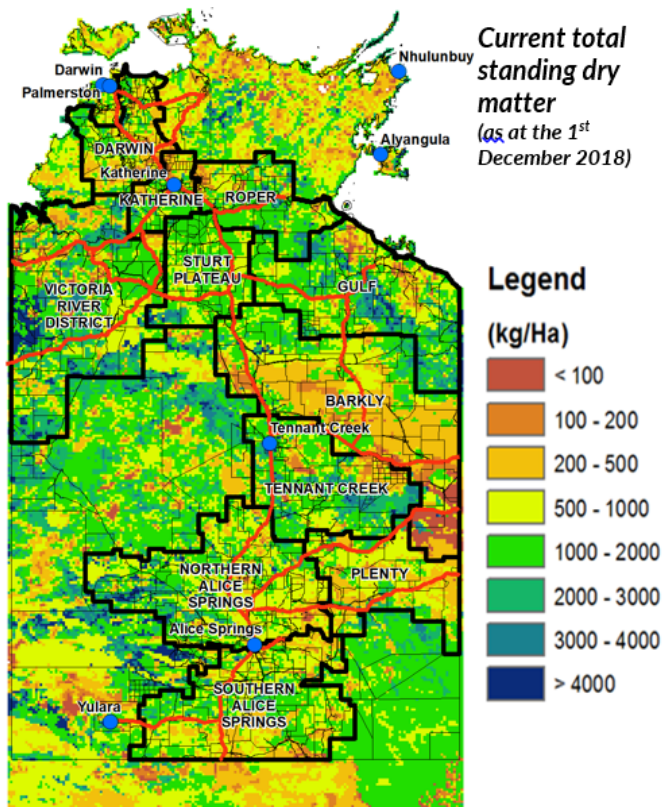 Current total
standing dry
matter
(as at the 1st
December 2018)
Darwin
Palmerston
Nhulunbuy
Alyangula
DARWIN
Katherine
KATHERINE
ROPER
STURT
PLATEAU
GULF
VICTORIA
RIVER
DISTRICT
BARKLY
Tennant Creek
TENNANT CREEK
NORTHERN
ALICE
SPRINGS
PLENTY
Alice Springs
SOUTHERN
ALICE
SPRINGS
Yulara
Legend
(kg/Ha)
< 100
100 - 200
200 - 500
500 - 1000
1000 - 2000
2000 - 3000
3000 - 4000
> 4000